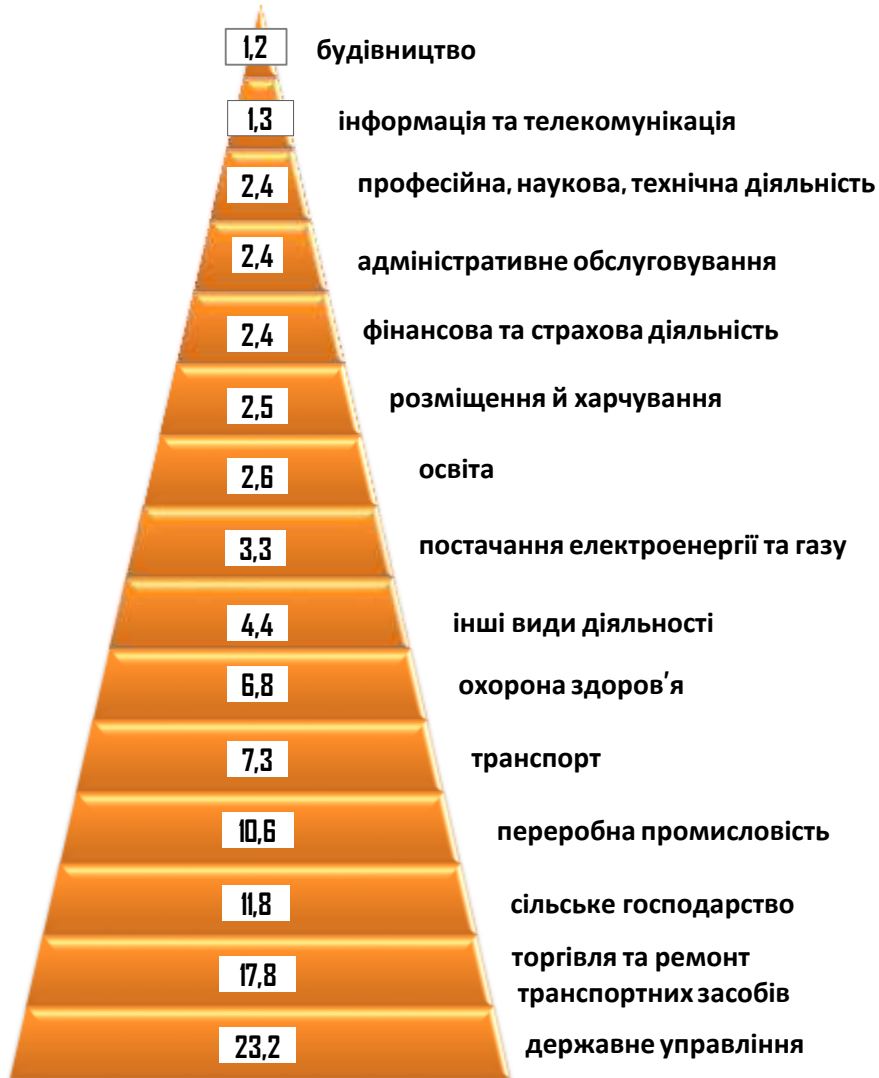 1,2 будівництво
1,3 інформація та телекомунікація
2,4 професійна, наукова, технічна діяльність
2,4 адміністративне обслуговування
2,4 фінансова та страхова діяльність
2,5 розміщення й харчування
2,6 освіта
3,3 постачання електроенергії та газу
4,4 інші види діяльності
6,8 охорона здоров'я
7,3 транспорт
10,6 переробна промисловість
11,8 сільське господарство
17,8 торгівля та ремонт
транспортних засобів
23,2 державне управління